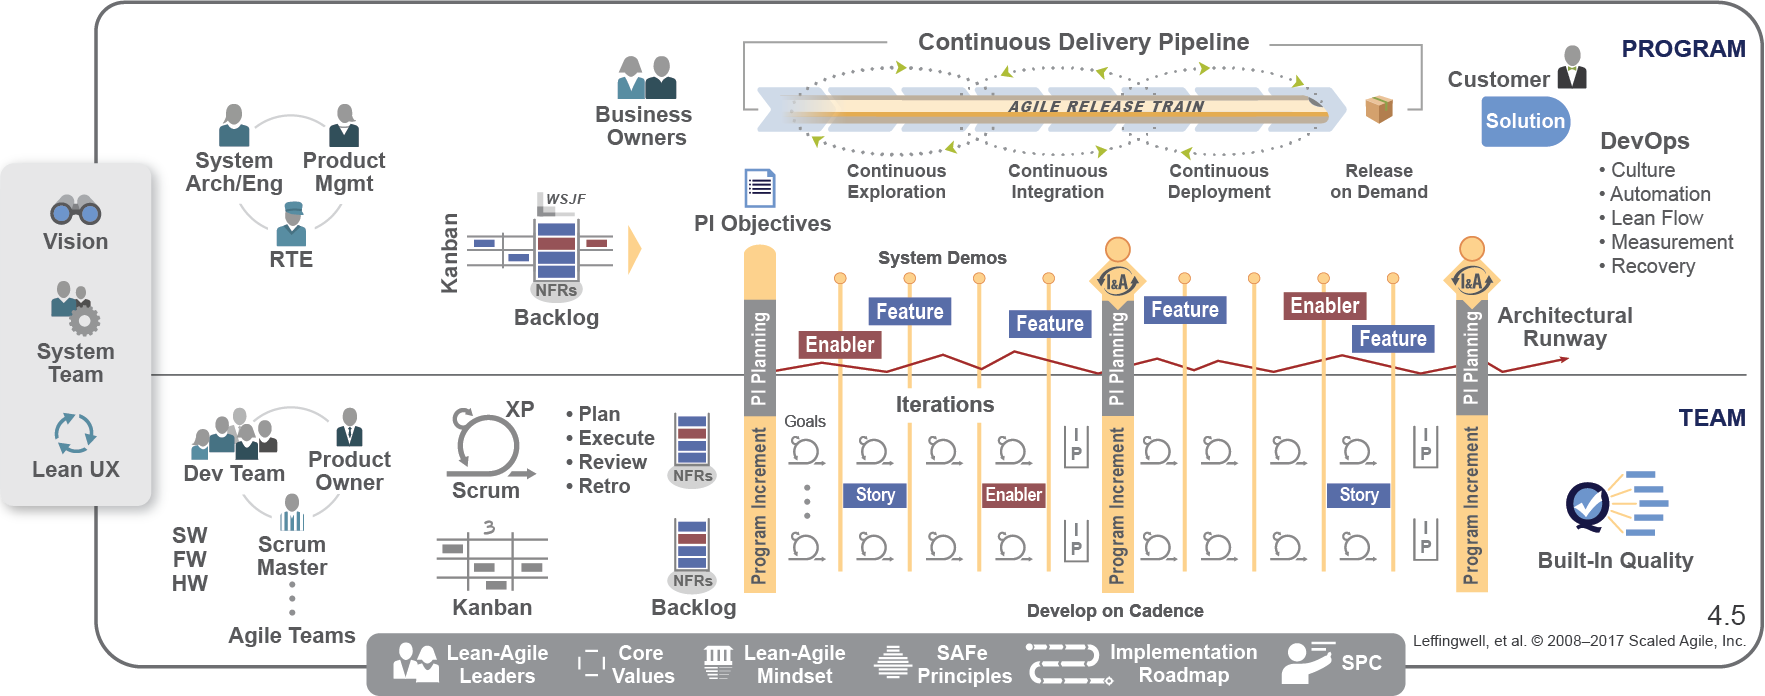 Continuous Delivery Pipeline
PROGRAM
Customer
Solution
Business
Owners
AGILE RELEASE TRAIN
Continuous
Exploration
Continuous
Integration
Continuous
Deployment
Release
on Demand
DevOps
• Culture
• Automation
• Lean Flow
• Measurement
• Recovery
System
Arch/Eng
Product
Mgmt
RTE
Vision
System
Team
Lean UX
Kanban
WSJF
NFRs
Backlog
PI Objectives
System Demos
I&A
I&A
Enabler
Feature
Feature
Feature
Enabler
Feature
Architectural
Runway
PI Planning
PI Planning
PI Planning
TEAM
Dev Team
Product
Owner
Scrum
Master
SW
FW
HW
Agile Teams
XP
Scrum
• Plan
• Execute
• Review
• Retro
3
Kanban
NFRs
NFRs
Backlog
Iterations
Goals
Program Increment
Program Increment
Program Increment
I
P
I
P
I
P
I
P
Story
Enabler
Story
Develop on Cadence
Built-In Quality
4.5
Leffingwell, et al. © 2008–2017 Scaled Agile, Inc.
Lean-Agile
Leaders
Core
Values
Lean-Agile
Mindset
SAFe
Principles
Implementation
Roadmap
SPC